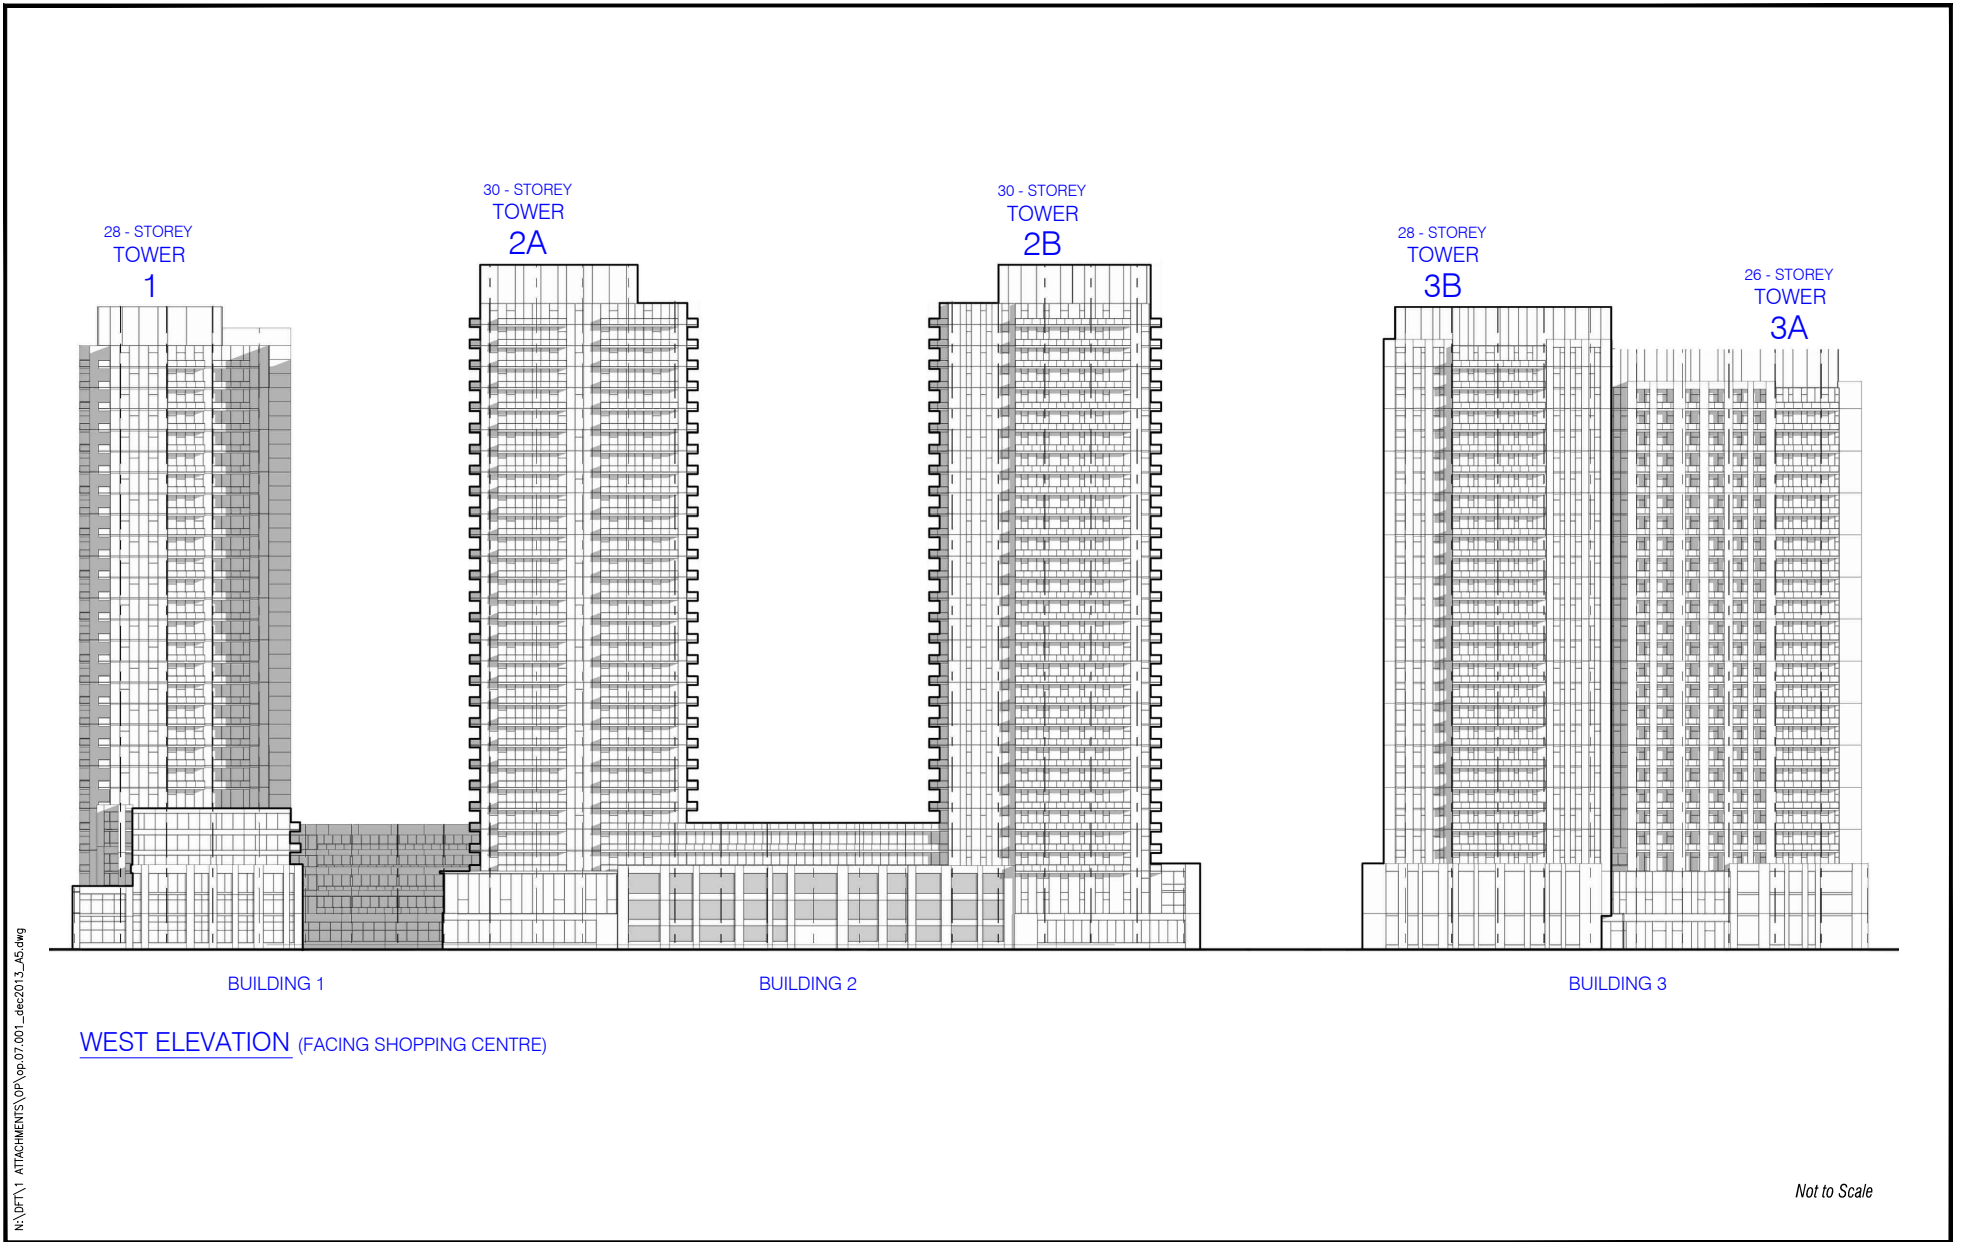 28 - STOREY
TOWER
1
30 - STOREY
TOWER
2A
30 - STOREY
TOWER
2B
28 - STOREY
TOWER
3B
26 - STOREY
TOWER
3A
BUILDING 1
BUILDING 2
BUILDING 3
WEST ELEVATION (FACING SHOPPING CENTRE)
Not to Scale
N:\DFT\1 ATTACHMENTS\OP\op.07.001_dec2013_A5.dwg